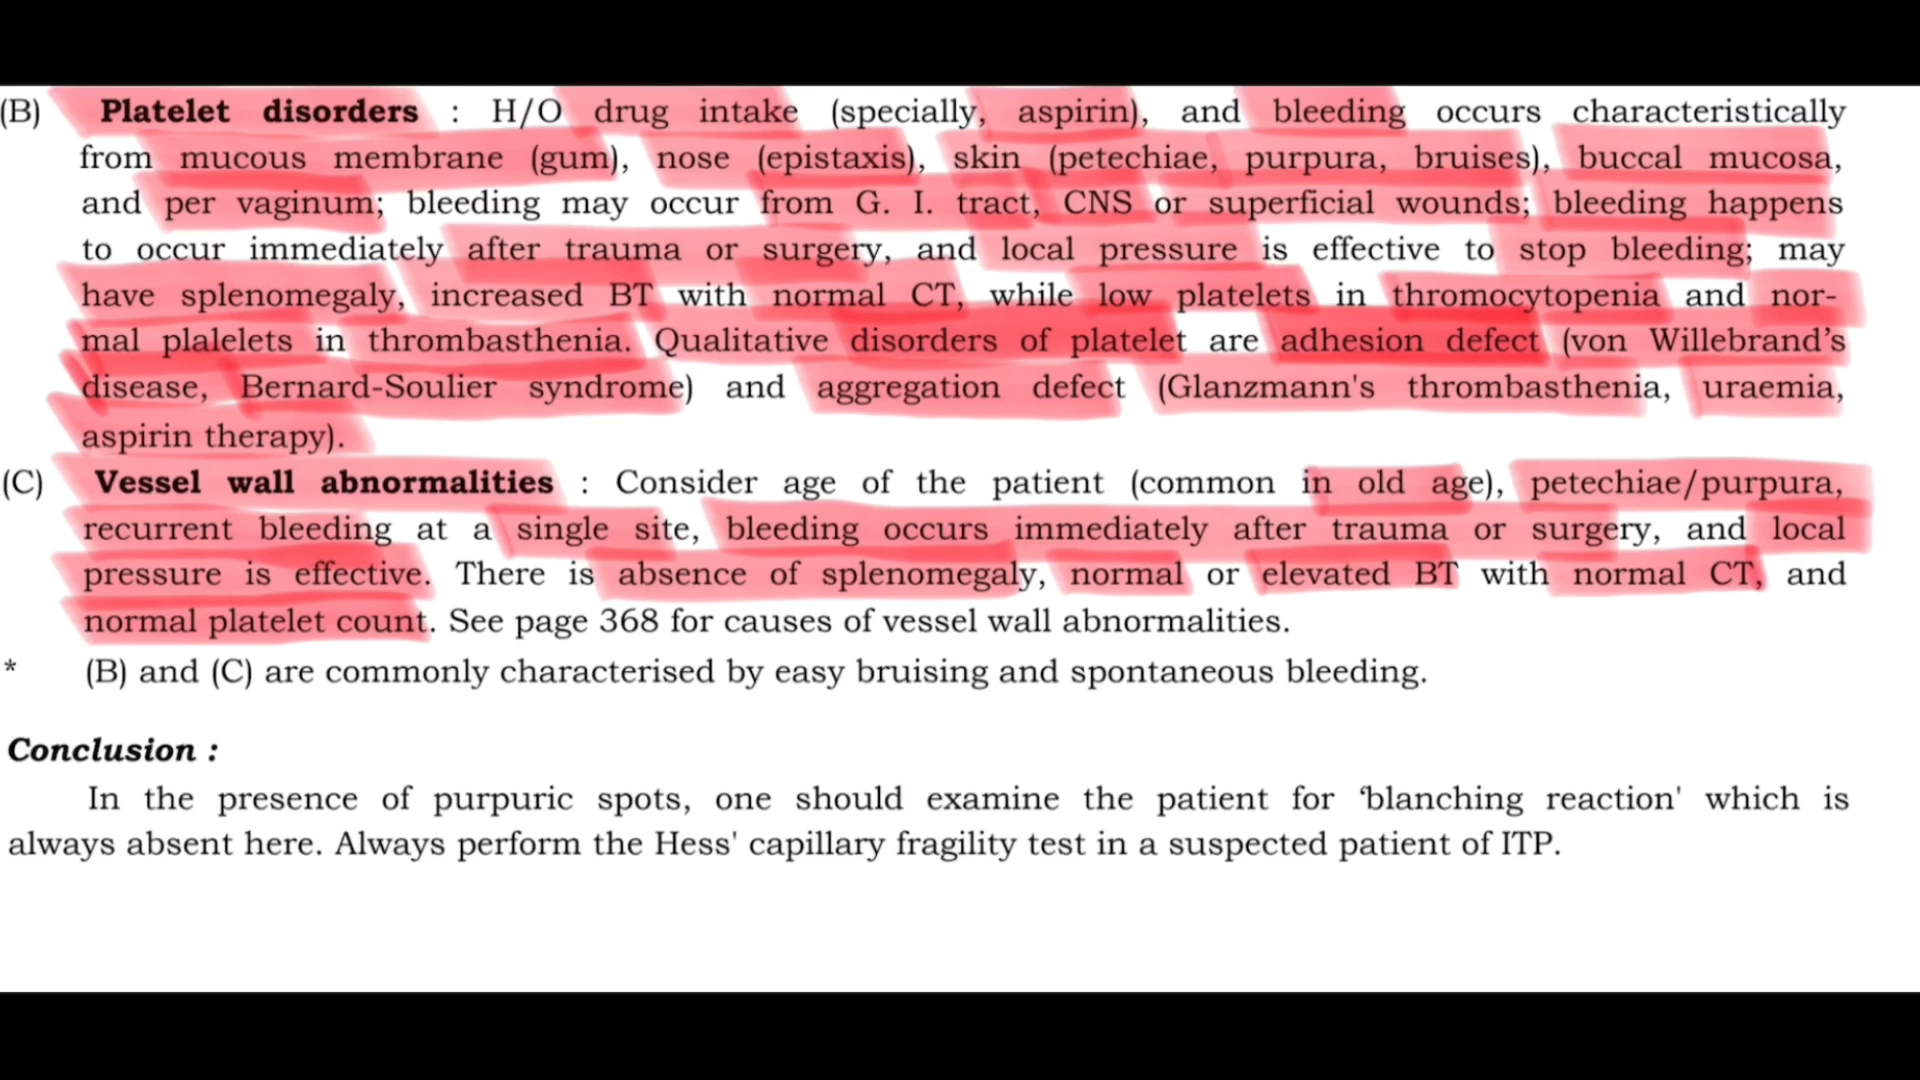 (B) Platelet disorders : H/O drug intake (specially, aspirin), and bleeding occurs characteristically
from mucous membrane (gum), nose (epistaxis), skin (petechiae, purpura, bruises), buccal mucosa,
and per vaginum; bleeding may occur from G. I. tract, CNS or superficial wounds; bleeding happens
to occur immediately after trauma or surgery, and local pressure is effective to stop bleeding; may
have splenomegaly, increased BT with normal CT, while low platelets in thromocytopenia and nor-
mal plalelets in thrombasthenia. Qualitative disorders of platelet are adhesion defect (von Willebrand’s
disease, Bernard-Soulier syndrome) and aggregation defect (Glanzmann's thrombasthenia, uraemia,
aspirin therapy).
(C) Vessel wall abnormalities : Consider age of the patient (common in old age), petechiae/purpura,
recurrent bleeding at a single site, bleeding occurs immediately after trauma or surgery, and local
pressure is effective. There is absence of splenomegaly, normal or elevated BT with normal CT, and
normal platelet count. See page 368 for causes of vessel wall abnormalities.
* (B) and (C) are commonly characterised by easy bruising and spontaneous bleeding.
Conclusion :
In the presence of purpuric spots, one should examine the patient for ‘blanching reaction' which is
always absent here. Always perform the Hess' capillary fragility test in a suspected patient of ITP.